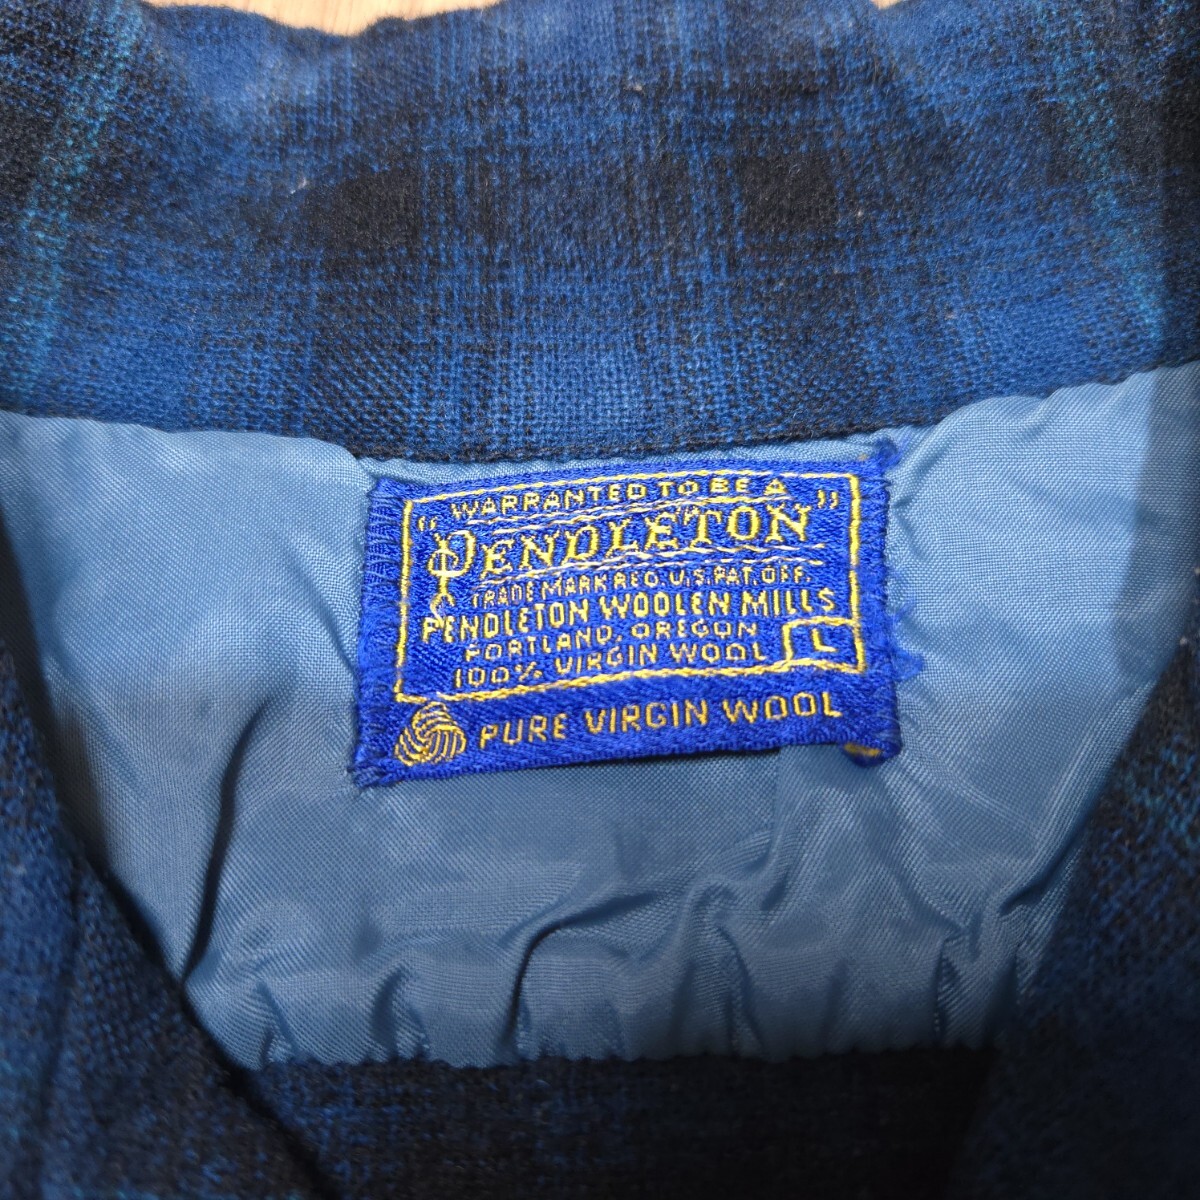 WARRANTED TO BE A
"PENDLETON"
TRADE MARK REG. U.S. PAT. OFF.
PENDLETON WOOLEN MILLS
PORTLAND, OREGON
100% VIRGIN WOOL
L
PURE VIRGIN WOOL